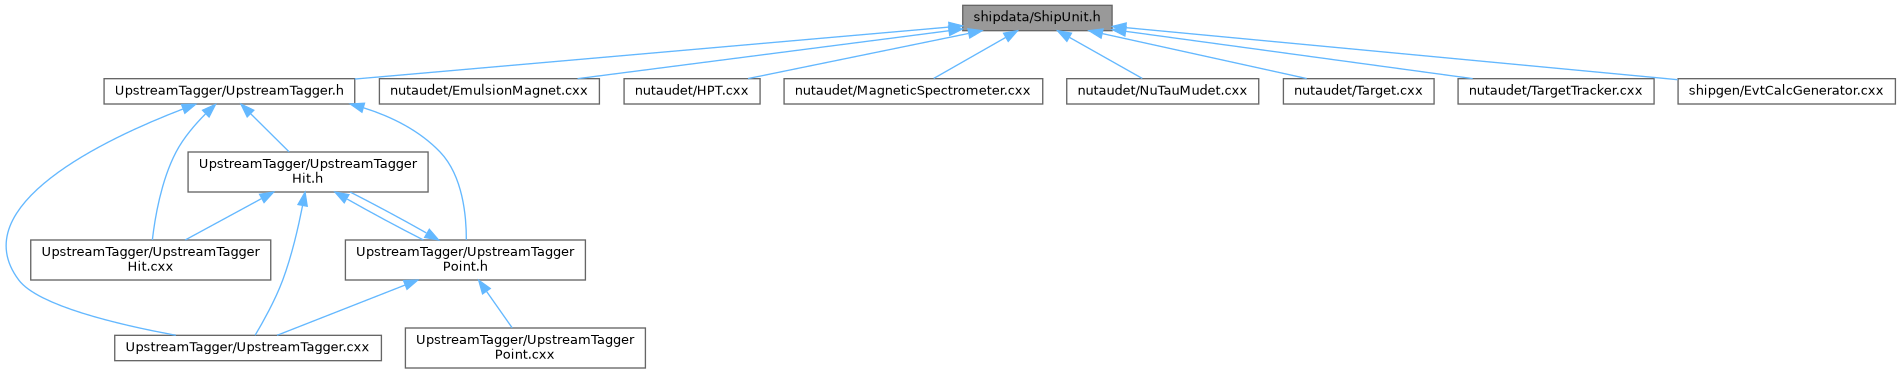 shipdata/ShipUnit.h
UpstreamTagger/UpstreamTagger.h
nutaudet/EmulsionMagnet.cxx
nutaudet/HPT.cxx
nutaudet/MagneticSpectrometer.cxx
nutaudet/NuTauMudet.cxx
nutaudet/Target.cxx
nutaudet/TargetTracker.cxx
shipgen/EvtCalcGenerator.cxx
UpstreamTagger/UpstreamTagger
Hit.h
UpstreamTagger/UpstreamTagger
Hit.cxx
UpstreamTagger/UpstreamTagger
Point.h
UpstreamTagger/UpstreamTagger.cxx
UpstreamTagger/UpstreamTagger
Point.cxx